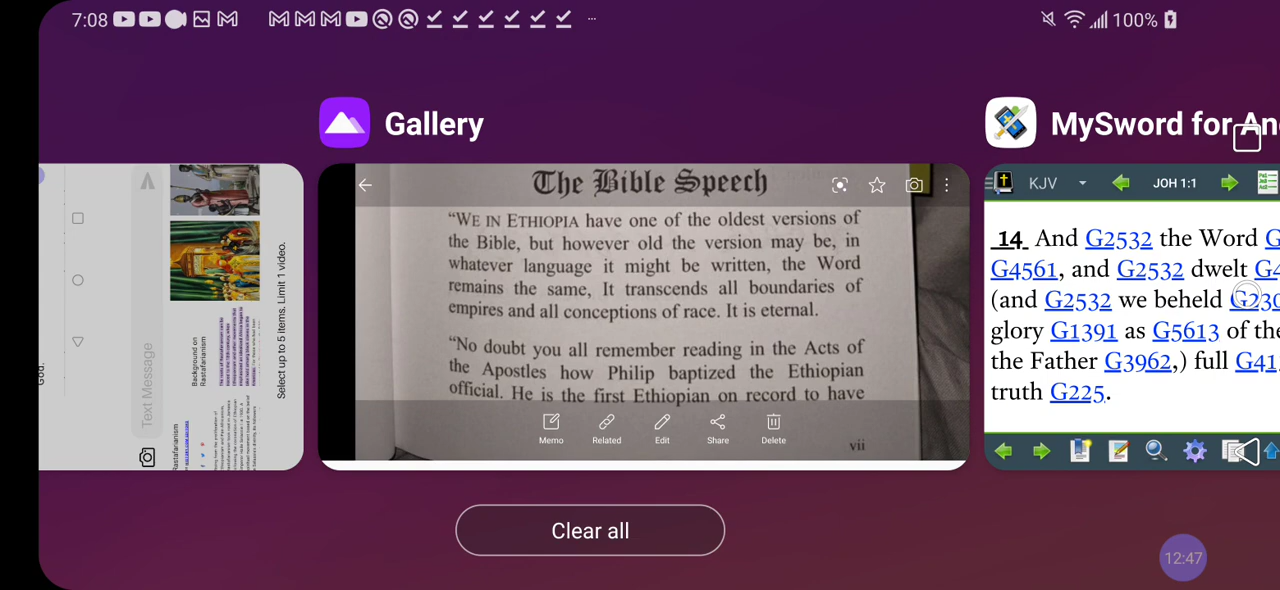 7:08
100%
Gallery
MySword for An
God.
Text Message
Background on
Rastafarianism
Select up to 5 items. Limit 1 video.
Rastafarianism
The Bible Speech
“WE IN ETHIOPIA have one of the oldest versions of
the Bible, but however old the version may be, in
whatever language it might be written, the Word
remains the same, It transcends all boundaries of
empires and all conceptions of race. It is eternal.
“No doubt you all remember reading in the Acts of
the Apostles how Philip baptized the Ethiopian
official. He is the first Ethiopian on record to have
Memo
Related
Edit
Share
Delete
vii
KJV
JOH 1:1
14 And G2532 the Word G
G4561, and G2532 dwelt G4
(and G2532 we beheld G230
glory G1391 as G5613 of the
the Father G3962,) full G41
truth G225.
Clear all
12:47